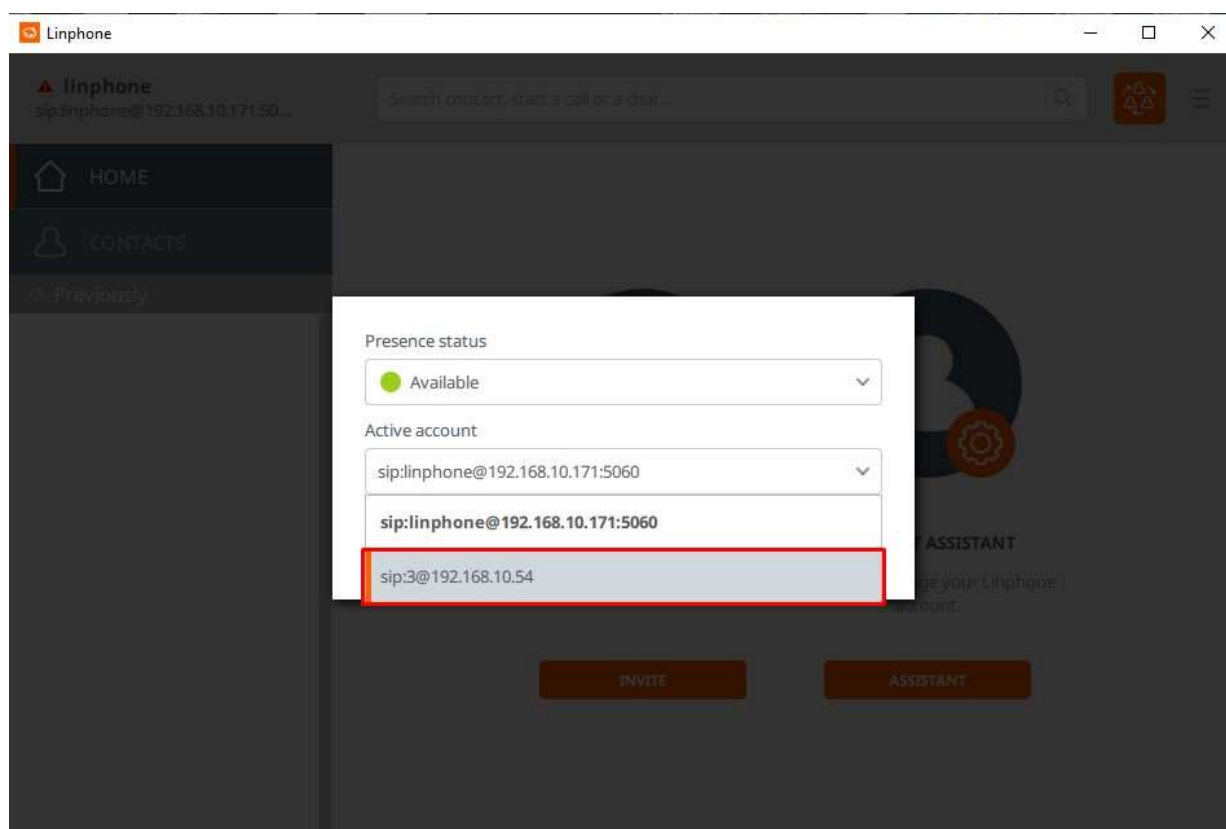 Linphone
linphone
sip:linphone@192.168.10.171:50...
Search contact, start a call or a chat...
HOME
CONTACTS
Previously
Presence status
Available
Active account
sip:linphone@192.168.10.171:5060
sip:linphone@192.168.10.171:5060
sip:3@192.168.10.54
ASSISTANT
your Linphone
account.
INVITE
ASSISTANT